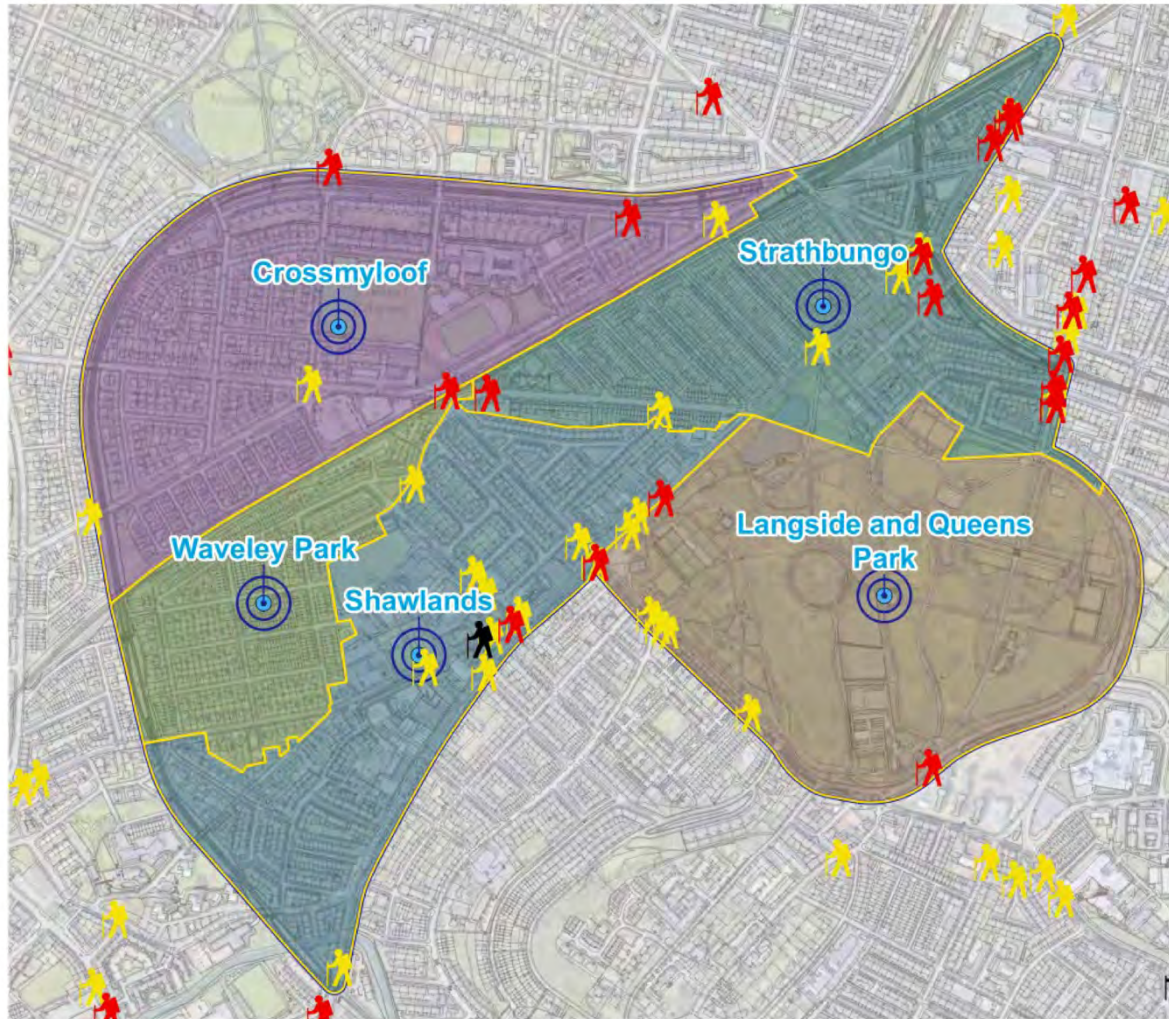 Crossmyloof
Strathbungo
Waveley Park
Shawlands
Langside and Queens
Park